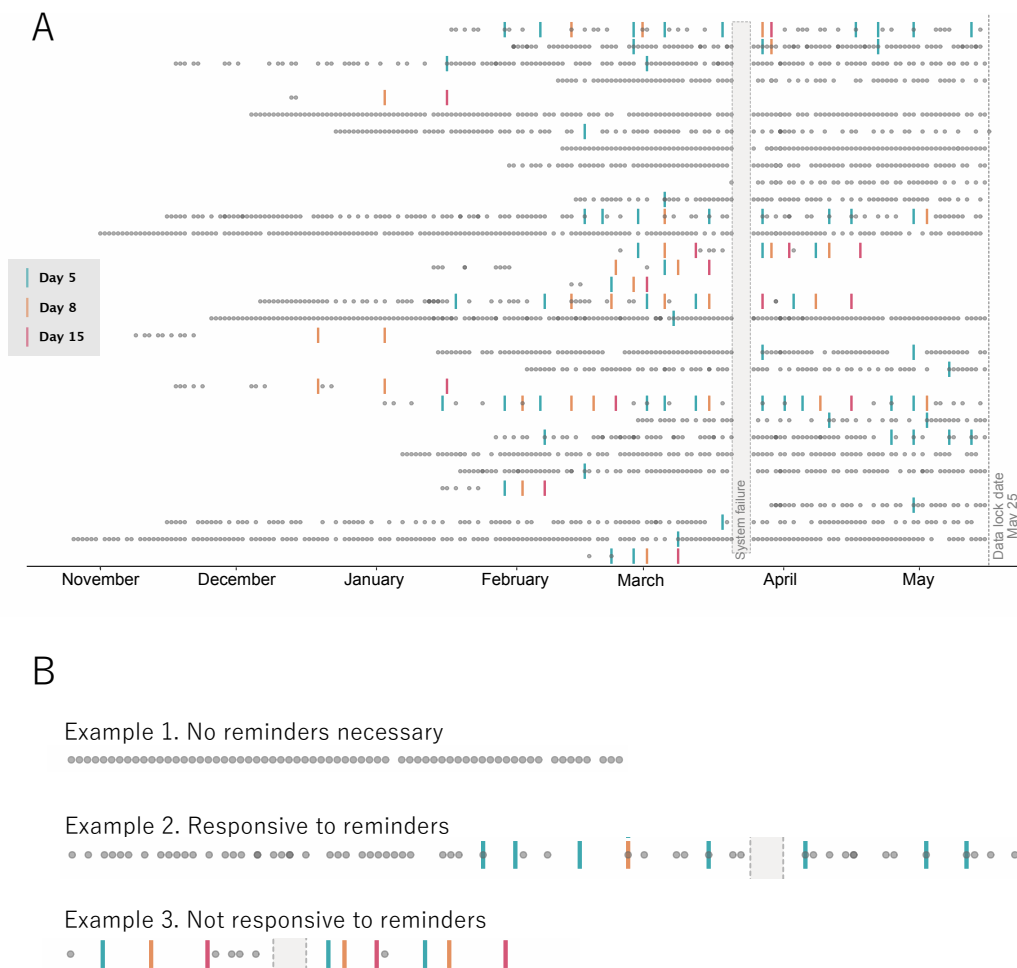 A
Day 5
Day 8
Day 15
System failure
Data lock date
May 25
November December January February March April May
B
Example 1. No reminders necessary
Example 2. Responsive to reminders
Example 3. Not responsive to reminders